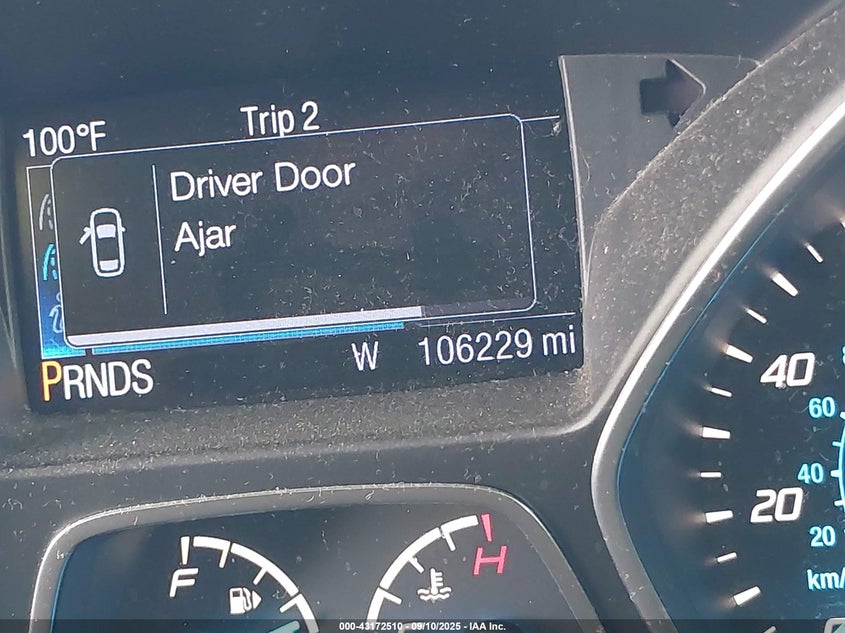 100°F
Trip 2
Driver Door
Ajar
PRNDS
W
106229 mi
40
60
40
20
20
F
H
000-43172510 - 09/10/2025 - IAA Inc.